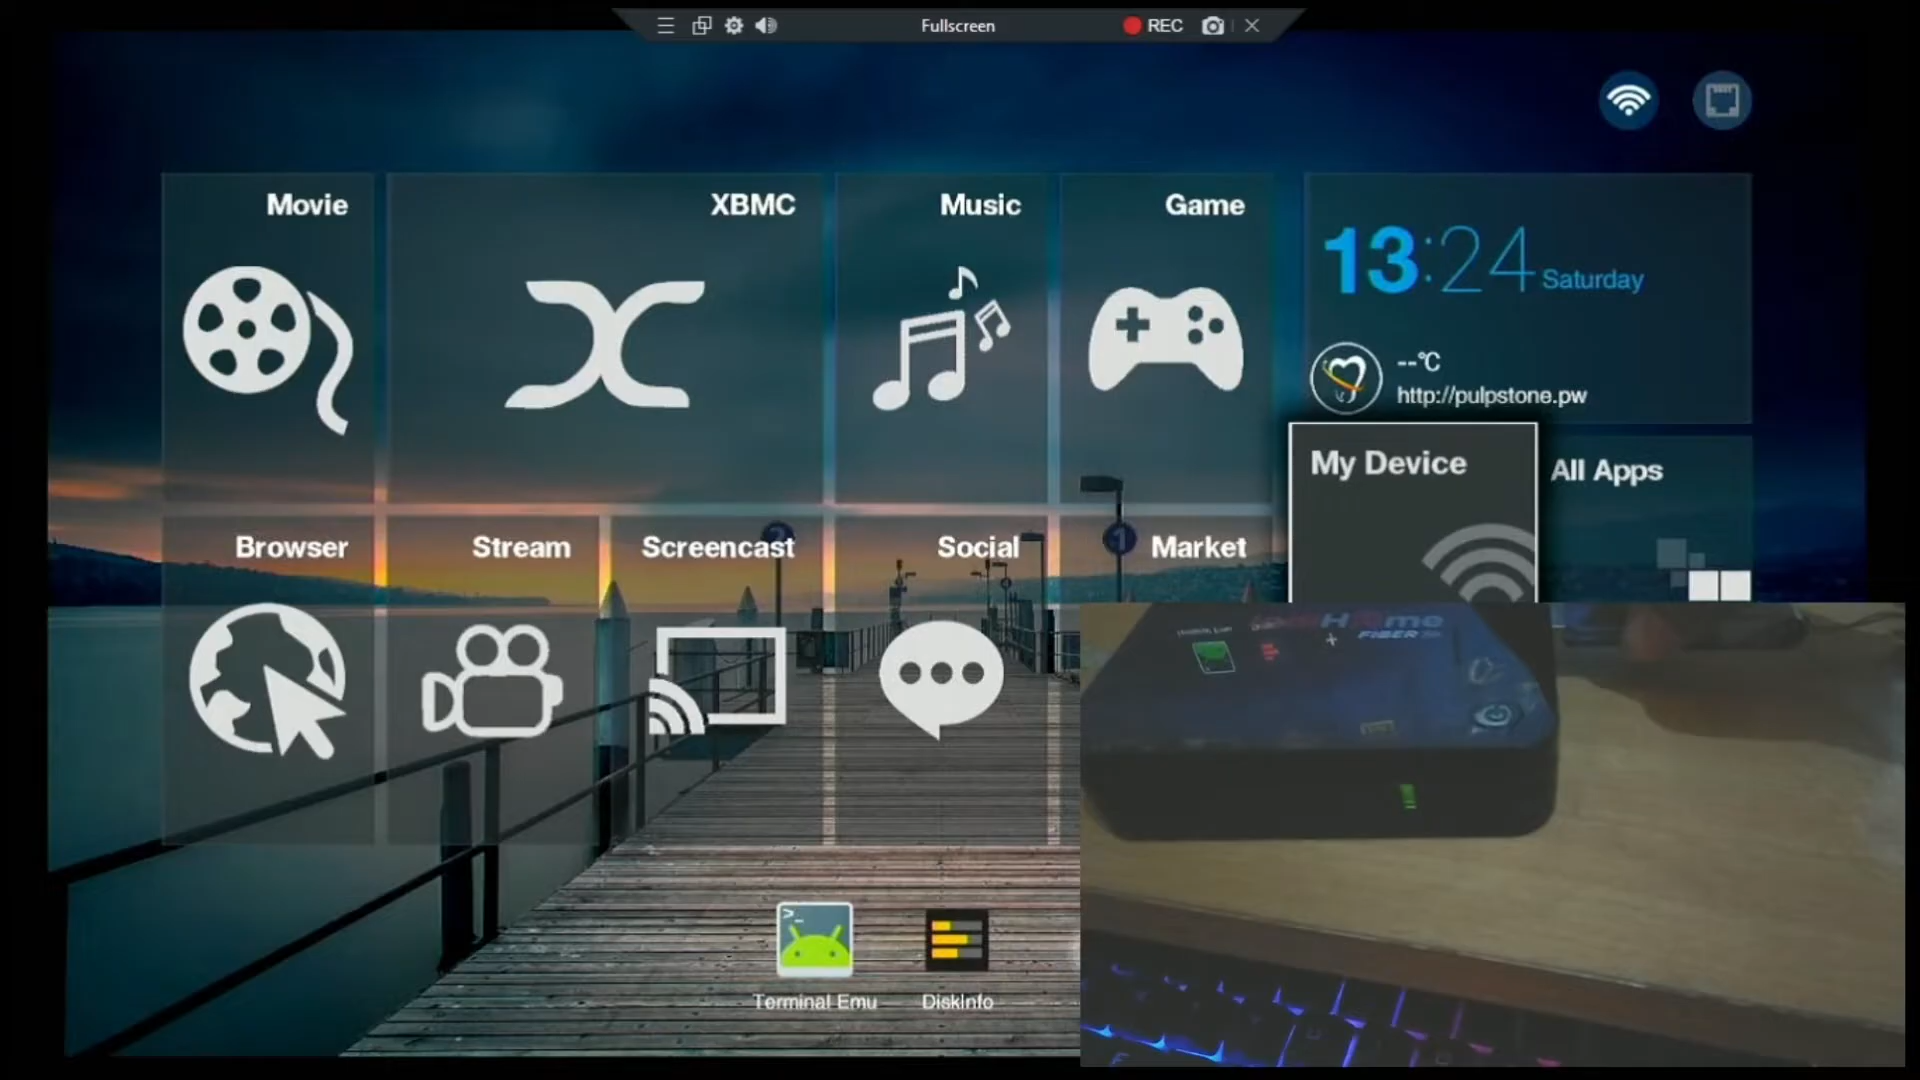 Fullscreen
REC
Movie
XBMC
Music
Game
13:24 Saturday
--℃
http://pulpstone.pw
My Device
All Apps
Browser
Stream
Screencast
Social
Market
FIBER
Terminal Emu
DiskInfo